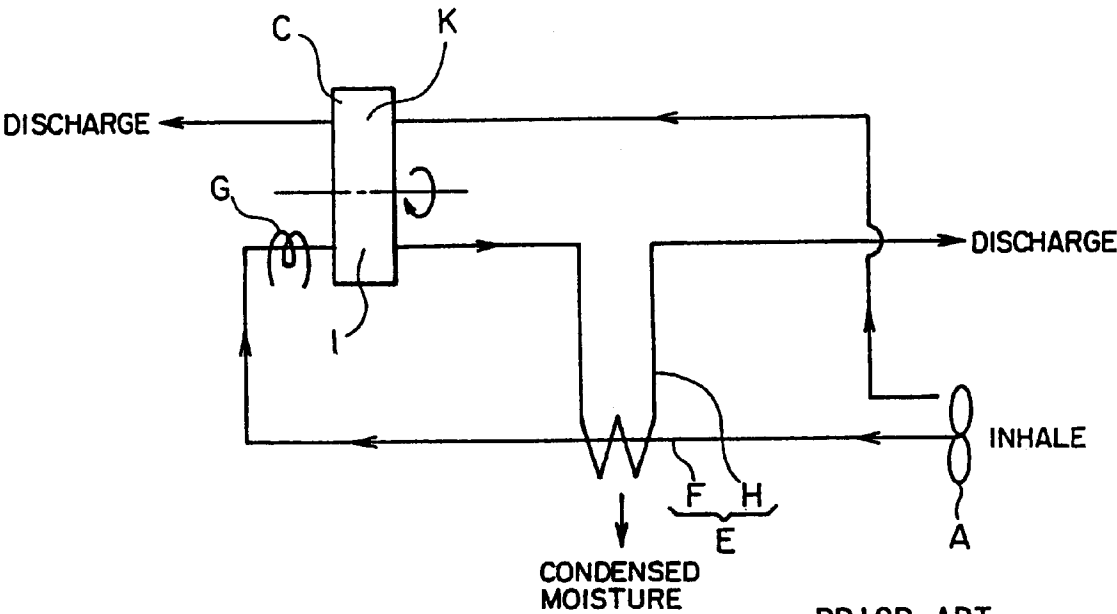 C
K
DISCHARGE
G
DISCHARGE
I
INHALE
F H
E
A
CONDENSED
MOISTURE
PRIOR ART